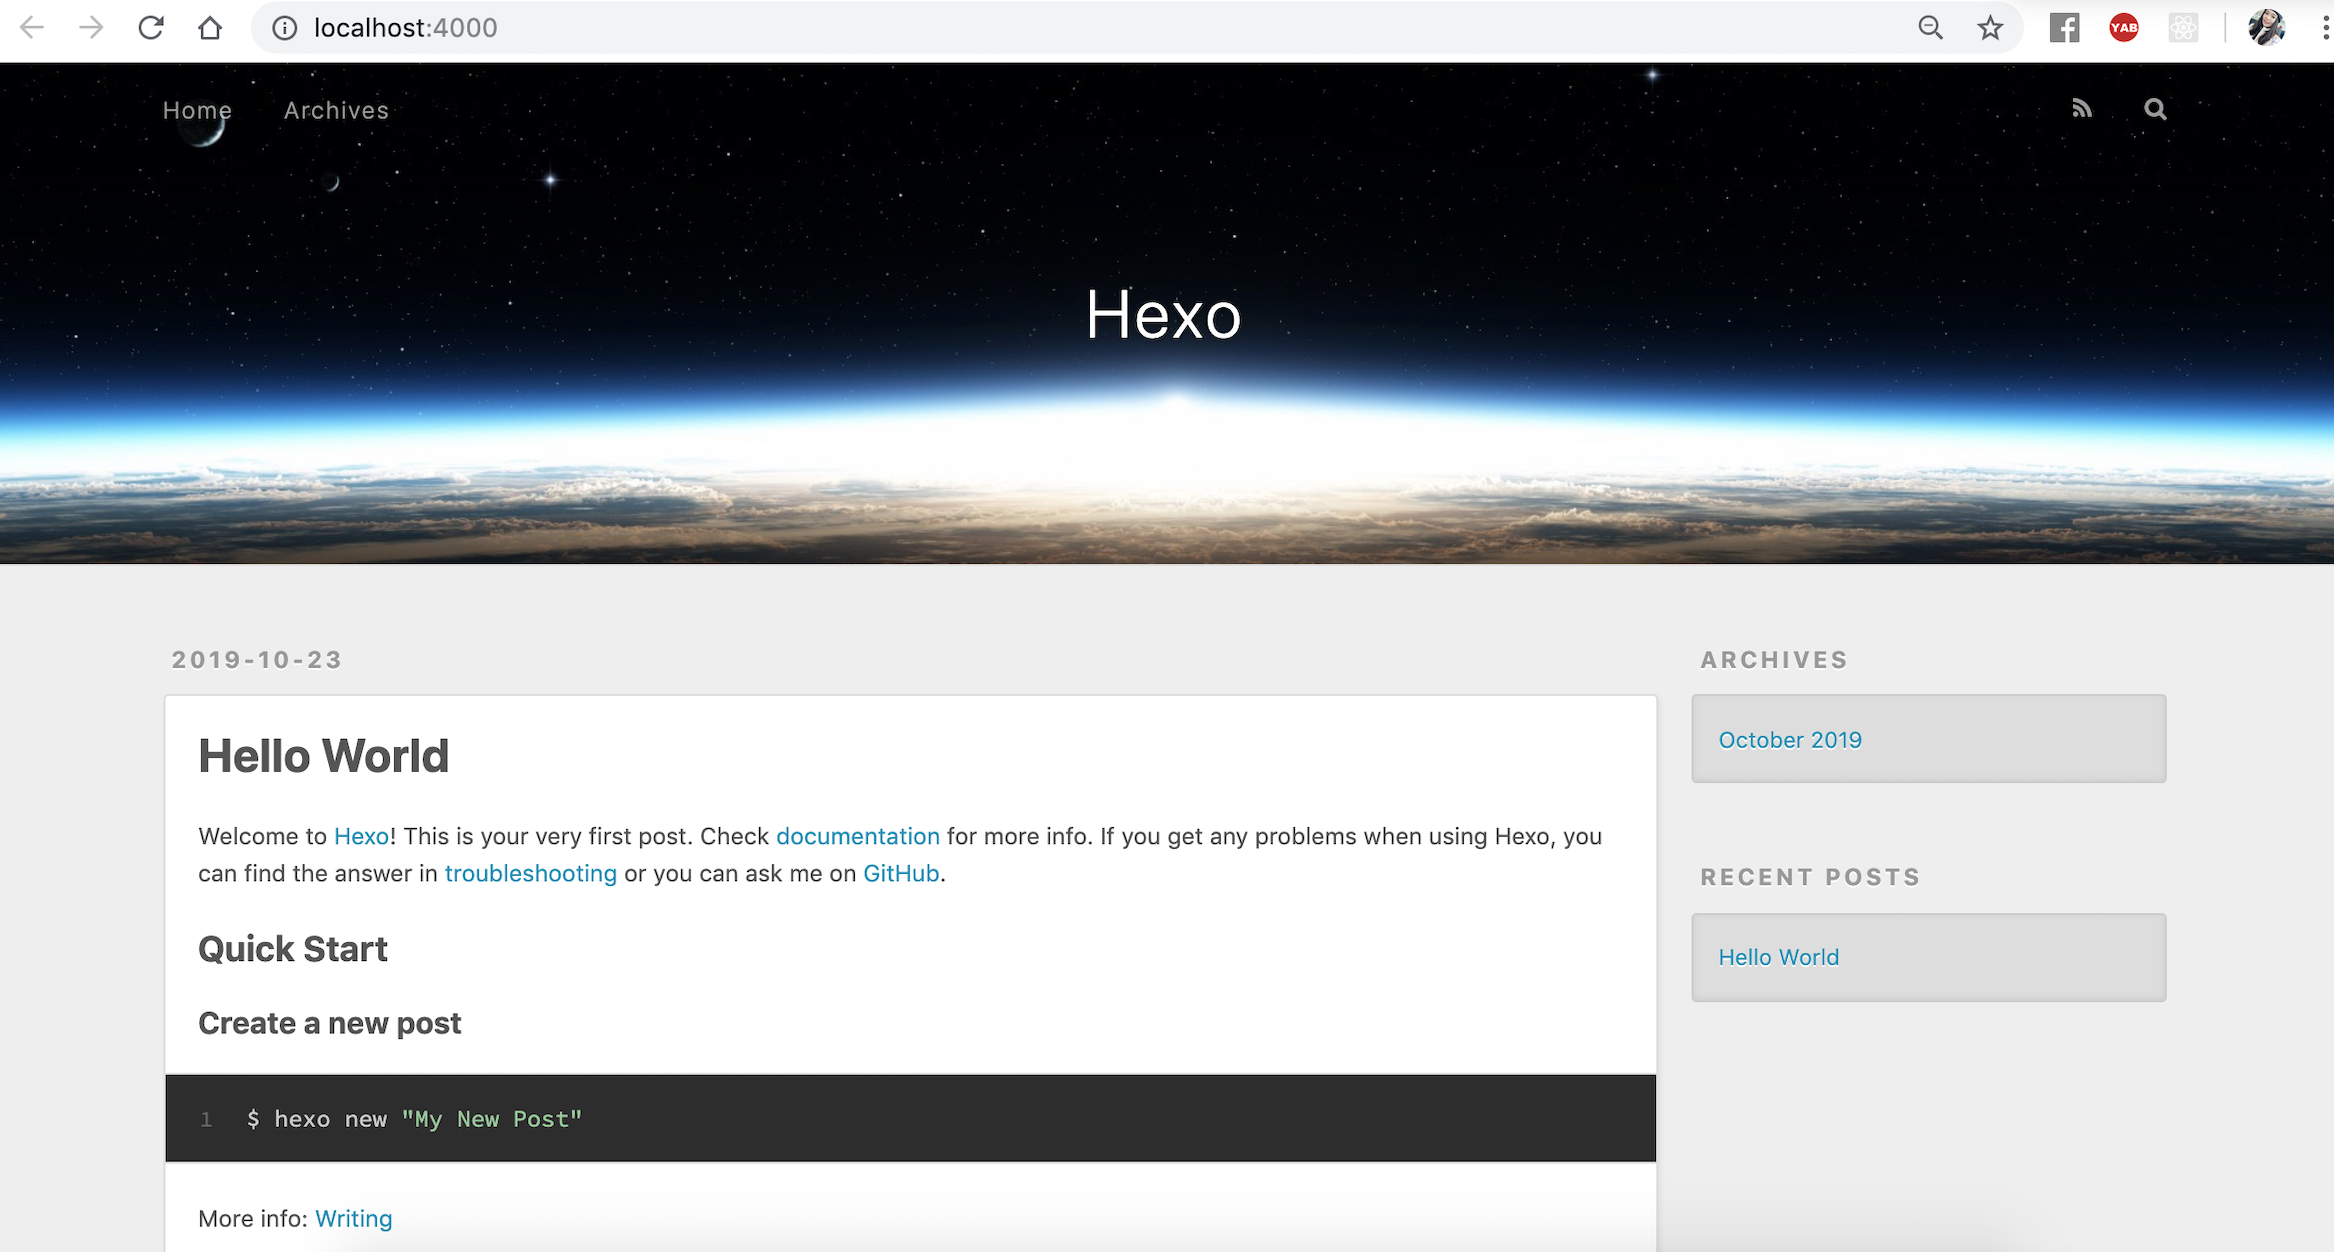 localhost:4000
YAB
Home Archives
Hexo
2019-10-23
Hello World
Welcome to Hexo! This is your very first post. Check documentation for more info. If you get any problems when using Hexo, you
can find the answer in troubleshooting or you can ask me on GitHub.
Quick Start
Create a new post
1 $ hexo new "My New Post"
More info: Writing
ARCHIVES
October 2019
RECENT POSTS
Hello World